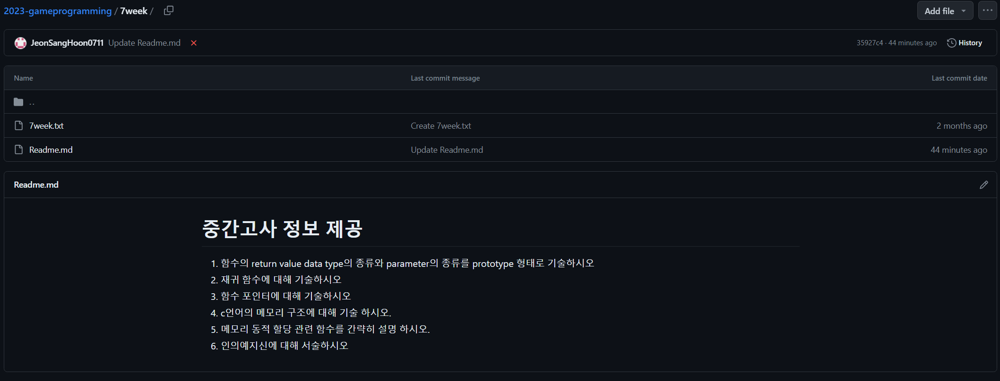 2023-gameprogramming / 7week /
Add file
JeonSangHoon0711 Update Readme.md
35927c4 · 44 minutes ago
History
Name
Last commit message
Last commit date
..
7week.txt
Create 7week.txt
2 months ago
Readme.md
Update Readme.md
44 minutes ago
Readme.md
중간고사 정보 제공
1. 함수의 return value data type의 종류와 parameter의 종류를 prototype 형태로 기술하시오
2. 재귀 함수에 대해 기술하시오
3. 함수 포인터에 대해 기술하시오
4. c언어의 메모리 구조에 대해 기술 하시오.
5. 메모리 동적 할당 관련 함수를 간략히 설명 하시오.
6. 인의예지신에 대해 서술하시오